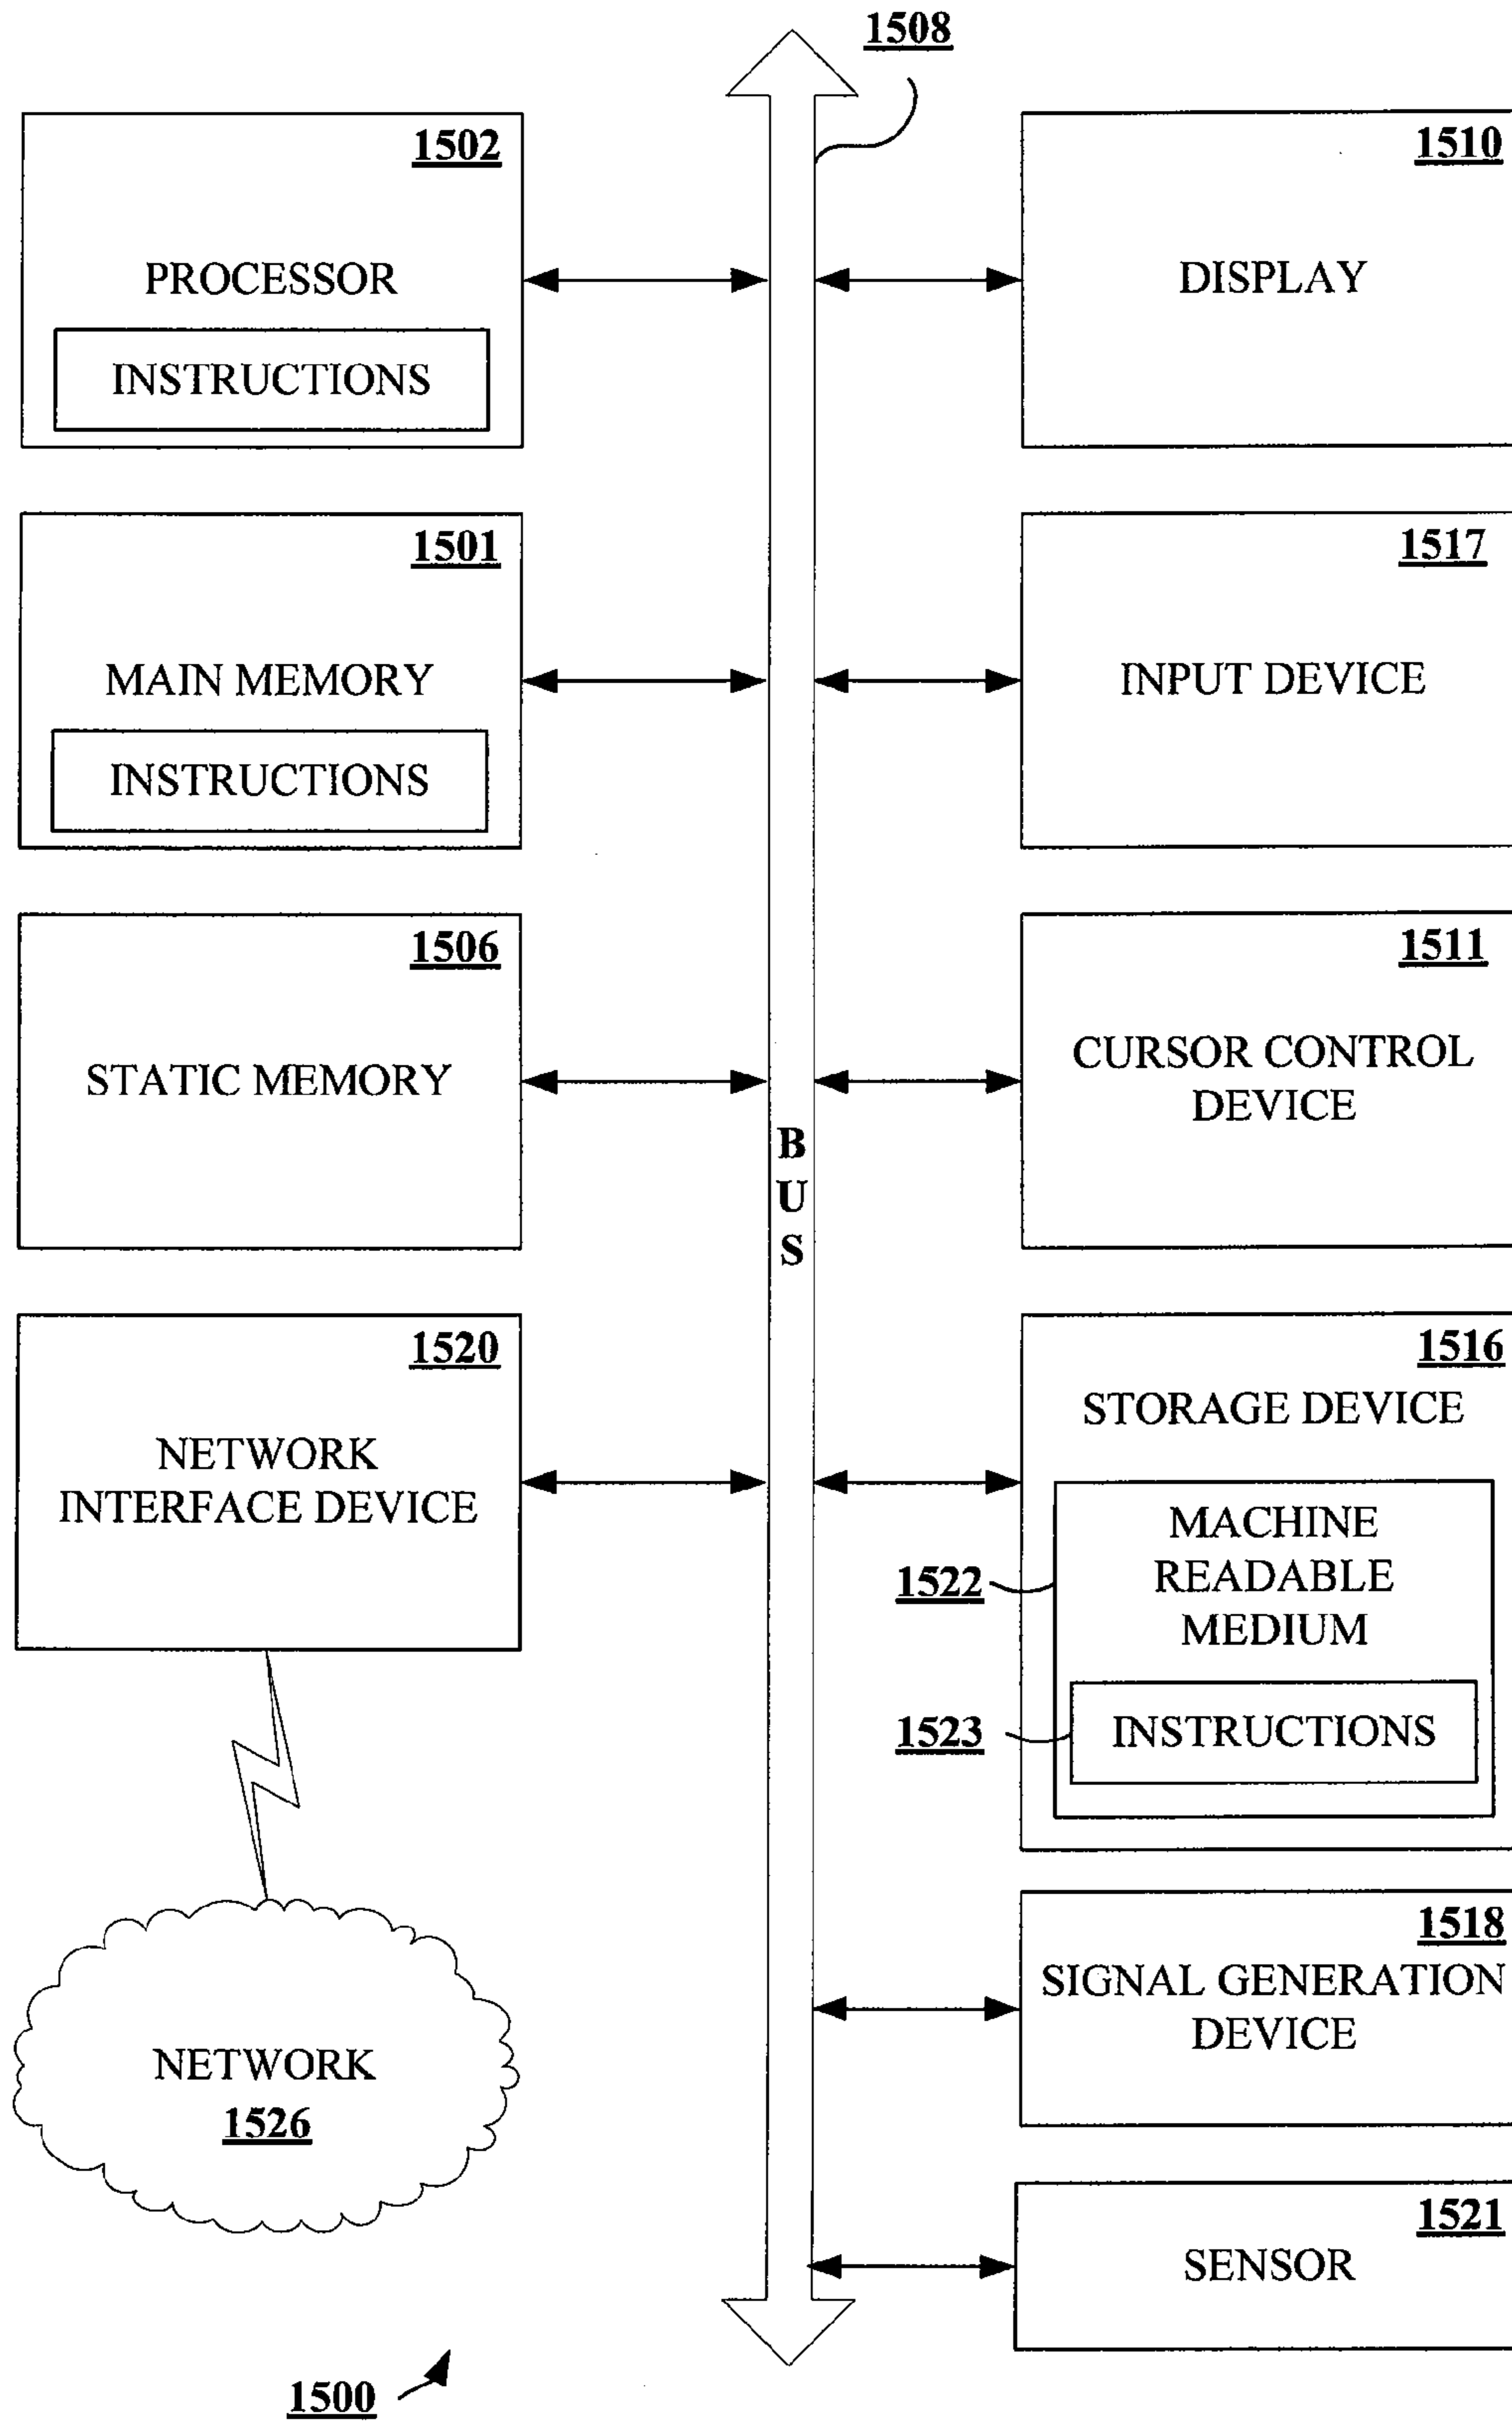 1508
1502
PROCESSOR
INSTRUCTIONS
1510
DISPLAY
1501
MAIN MEMORY
INSTRUCTIONS
1517
INPUT DEVICE
1506
STATIC MEMORY
1511
CURSOR CONTROL
DEVICE
B
U
S
1520
NETWORK
INTERFACE DEVICE
1516
STORAGE DEVICE
MACHINE
READABLE
MEDIUM
1522
INSTRUCTIONS
1523
1518
SIGNAL GENERATION
DEVICE
NETWORK
1526
1521
SENSOR
1500